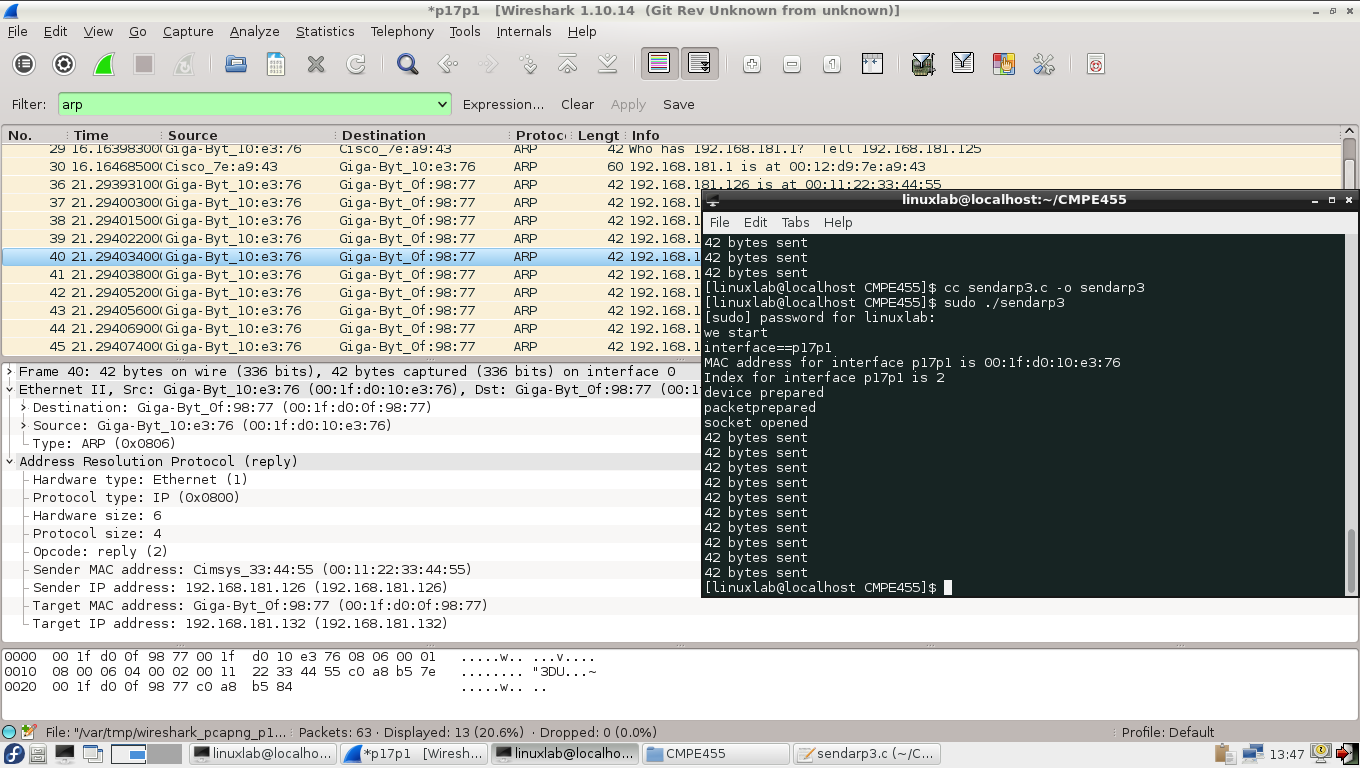 *p17p1   [Wireshark 1.10.14  (Git Rev Unknown from unknown)]
File Edit View Go Capture Analyze Statistics Telephony Tools Internals Help
Filter: arp Expression... Clear Apply Save
No. Time Source Destination Protoc Lengt Info
29 16.163983000 Giga-Byt_10:e3:76 Cisco_7e:a9:43 ARP 42 Who has 192.168.181.1?  Tell 192.168.181.125
30 16.164685000 Cisco_7e:a9:43 Giga-Byt_10:e3:76 ARP 60 192.168.181.1 is at 00:12:d9:7e:a9:43
36 21.293931000 Giga-Byt_10:e3:76 Giga-Byt_0f:98:77 ARP 42 192.168.181.126 is at 00:11:22:33:44:55
37 21.294003000 Giga-Byt_10:e3:76 Giga-Byt_0f:98:77 ARP 42 192.168.1
38 21.294015000 Giga-Byt_10:e3:76 Giga-Byt_0f:98:77 ARP 42 192.168.1
39 21.294022000 Giga-Byt_10:e3:76 Giga-Byt_0f:98:77 ARP 42 192.168.1
40 21.294034000 Giga-Byt_10:e3:76 Giga-Byt_0f:98:77 ARP 42 192.168.1
41 21.294038000 Giga-Byt_10:e3:76 Giga-Byt_0f:98:77 ARP 42 192.168.1
42 21.294052000 Giga-Byt_10:e3:76 Giga-Byt_0f:98:77 ARP 42 192.168.1
43 21.294056000 Giga-Byt_10:e3:76 Giga-Byt_0f:98:77 ARP 42 192.168.1
44 21.294069000 Giga-Byt_10:e3:76 Giga-Byt_0f:98:77 ARP 42 192.168.1
45 21.294074000 Giga-Byt_10:e3:76 Giga-Byt_0f:98:77 ARP 42 192.168.1
Frame 40: 42 bytes on wire (336 bits), 42 bytes captured (336 bits) on interface 0
Ethernet II, Src: Giga-Byt_10:e3:76 (00:1f:d0:10:e3:76), Dst: Giga-Byt_0f:98:77 (00:1
Destination: Giga-Byt_0f:98:77 (00:1f:d0:0f:98:77)
Source: Giga-Byt_10:e3:76 (00:1f:d0:10:e3:76)
Type: ARP (0x0806)
Address Resolution Protocol (reply)
Hardware type: Ethernet (1)
Protocol type: IP (0x0800)
Hardware size: 6
Protocol size: 4
Opcode: reply (2)
Sender MAC address: Cimsys_33:44:55 (00:11:22:33:44:55)
Sender IP address: 192.168.181.126 (192.168.181.126)
Target MAC address: Giga-Byt_0f:98:77 (00:1f:d0:0f:98:77)
Target IP address: 192.168.181.132 (192.168.181.132)
0000  00 1f d0 0f 98 77 00 1f  d0 10 e3 76 08 06 00 01   .....w.. ...v....
0010  08 00 06 04 00 02 00 11  22 33 44 55 c0 a8 b5 7e   ........ "3DU...~
0020  00 1f d0 0f 98 77 c0 a8  b5 84   .....w.. ..
linuxlab@localhost:~/CMPE455
File Edit Tabs Help
42 bytes sent
42 bytes sent
42 bytes sent
[linuxlab@localhost CMPE455]$ cc sendarp3.c -o sendarp3
[linuxlab@localhost CMPE455]$ sudo ./sendarp3
[sudo] password for linuxlab:
we start
interface==p17p1
MAC address for interface p17p1 is 00:1f:d0:10:e3:76
Index for interface p17p1 is 2
device prepared
packetprepared
socket opened
42 bytes sent
42 bytes sent
42 bytes sent
42 bytes sent
42 bytes sent
42 bytes sent
42 bytes sent
42 bytes sent
42 bytes sent
42 bytes sent
[linuxlab@localhost CMPE455]$
File: "/var/tmp/wireshark_pcapng_p1... Packets: 63 · Displayed: 13 (20.6%) · Dropped: 0 (0.0%) Profile: Default
linuxlab@localho... *p17p1   [Wiresh... linuxlab@localho... CMPE455 sendarp3.c (~/C... 13:47